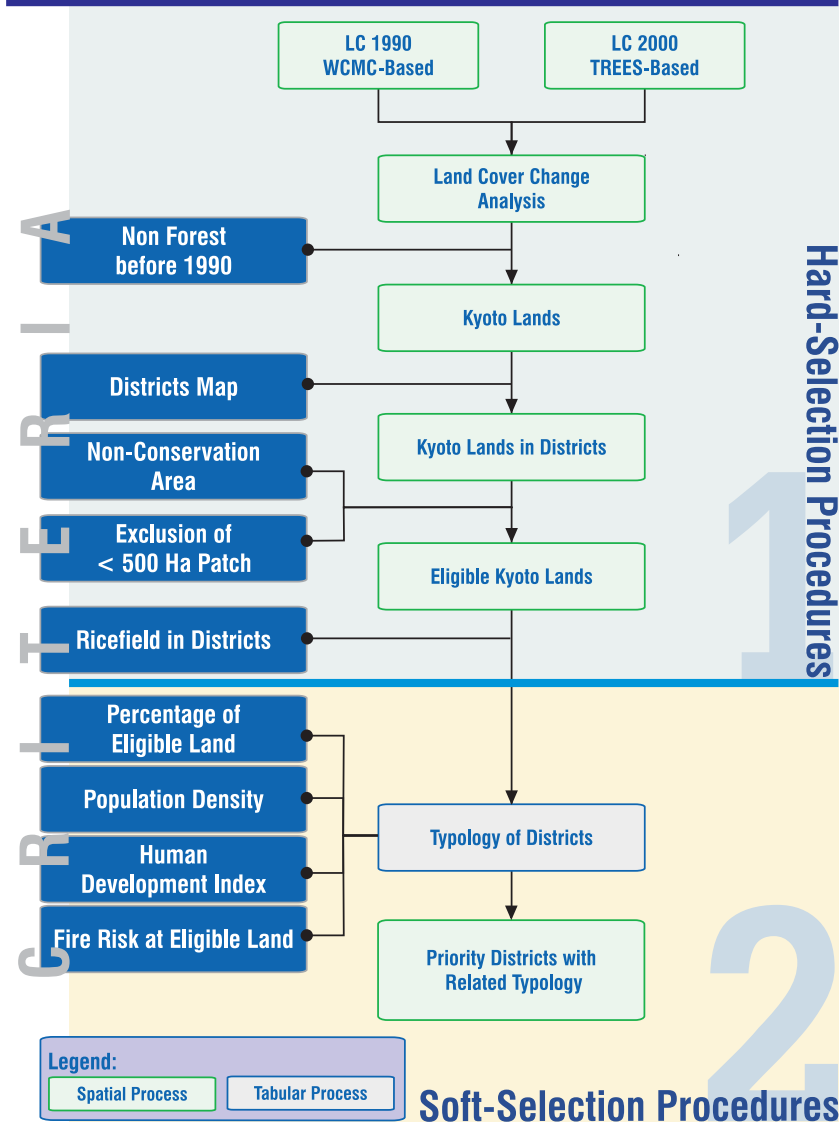 LC 1990
WCMC-Based
LC 2000
TREES-Based
Land Cover Change
Analysis
Non Forest
before 1990
Kyoto Lands
Districts Map
Kyoto Lands in Districts
Non-Conservation
Area
Exclusion of
< 500 Ha Patch
Eligible Kyoto Lands
Ricefield in Districts
Hard-Selection Procedures
1
Percentage of
Eligible Land
Population Density
Typology of Districts
Human
Development Index
Fire Risk at Eligible Land
Priority Districts with
Related Typology
CRITERIA
2
Legend:
Spatial Process
Tabular Process
Soft-Selection Procedures